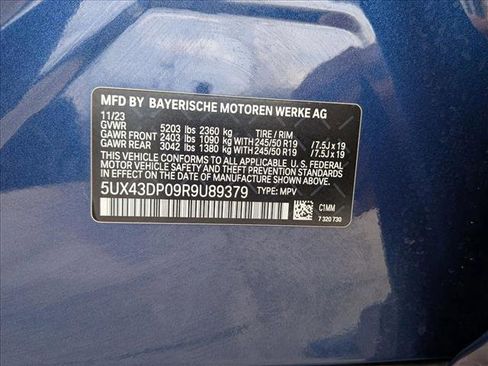 MFD BY BAYERISCHE MOTOREN WERKE AG
11/23
GVWR 5203 lbs 2360 kg TIRE / RIM
GAWR FRONT 2403 lbs 1090 kg WITH 245/50 R19 / 7.5J x 19
GAWR REAR 3042 lbs 1380 kg WITH 245/50 R19 / 7.5J x 19
THIS VEHICLE CONFORMS TO ALL APPLICABLE FEDERAL
MOTOR VEHICLE SAFETY AND THEFT PREVENTION STANDARDS
IN EFFECT ON THE DATE OF MANUFACTURE SHOWN ABOVE.
5UX43DP09R9U89379 TYPE: MPV
C1MM
7 320 730